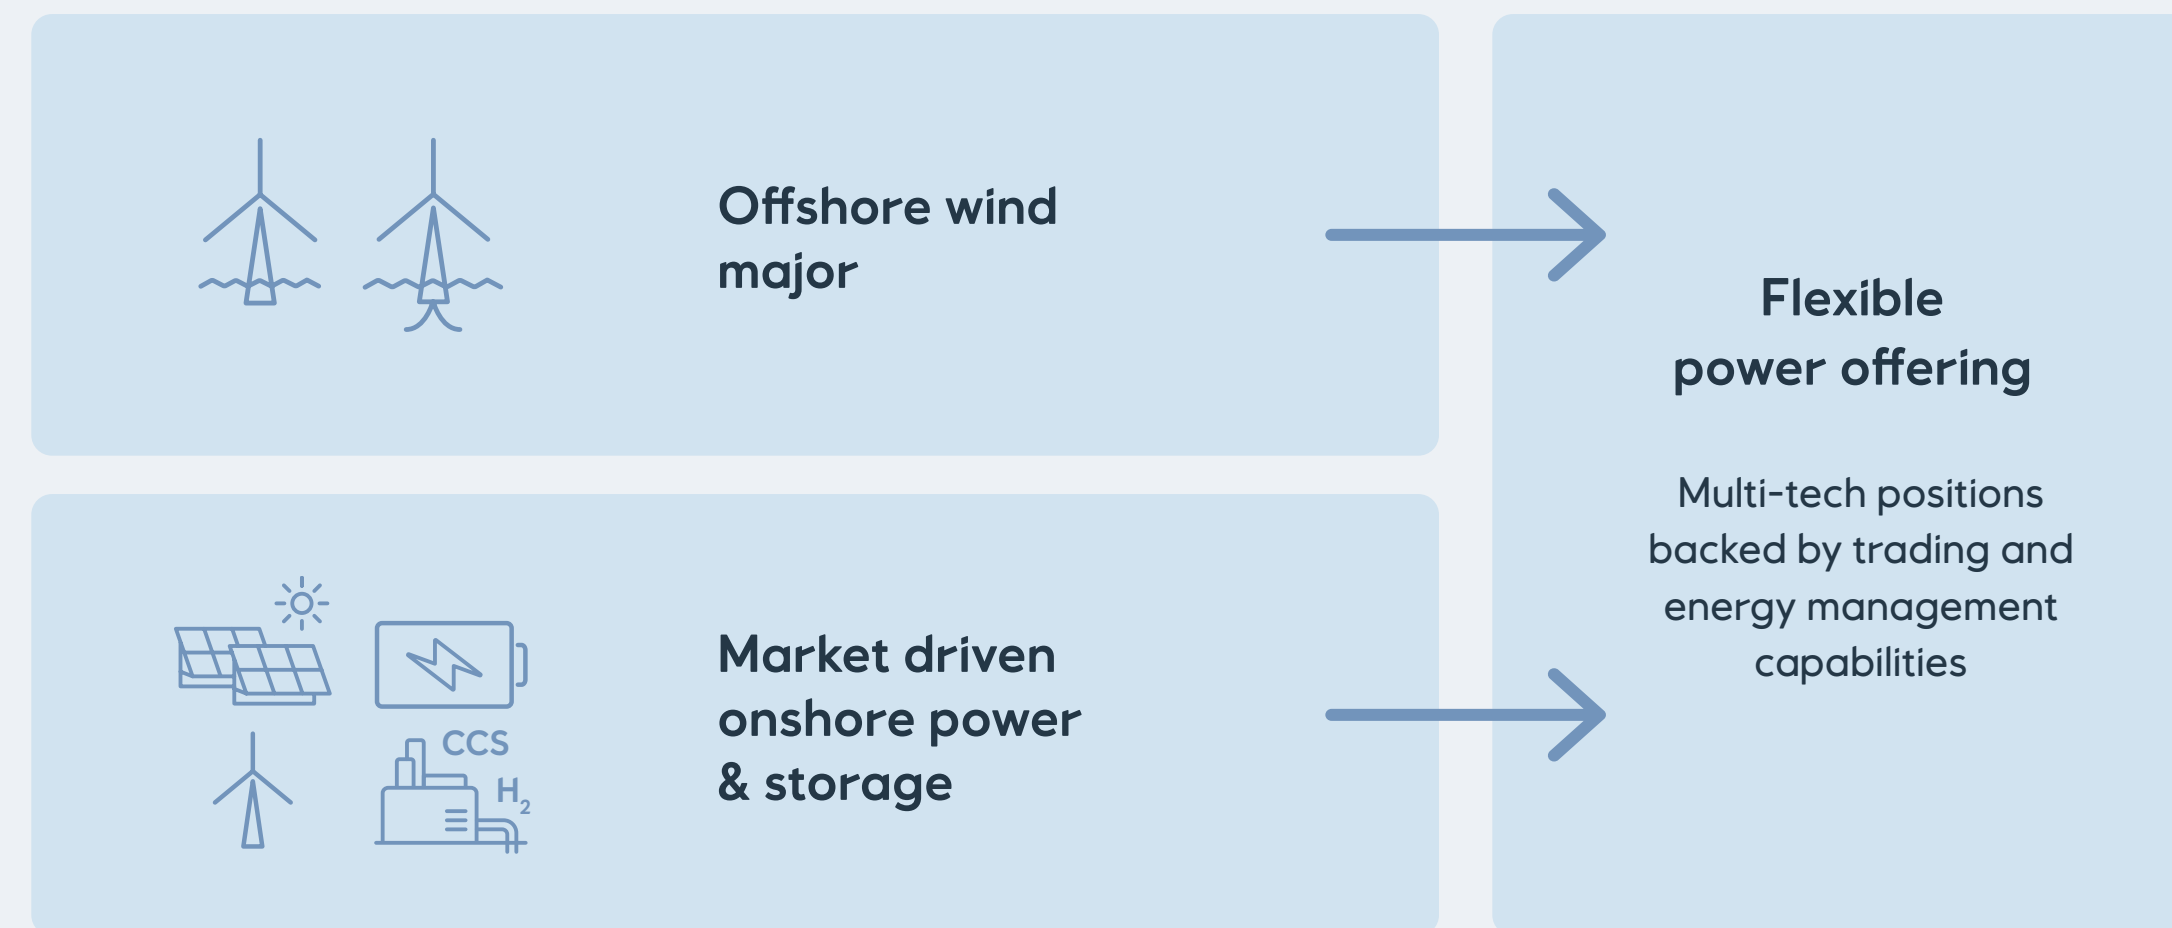 Offshore wind
major
CCS
H2
Market driven
onshore power
& storage
Flexible
power offering
Multi-tech positions
backed by trading and
energy management
capabilities